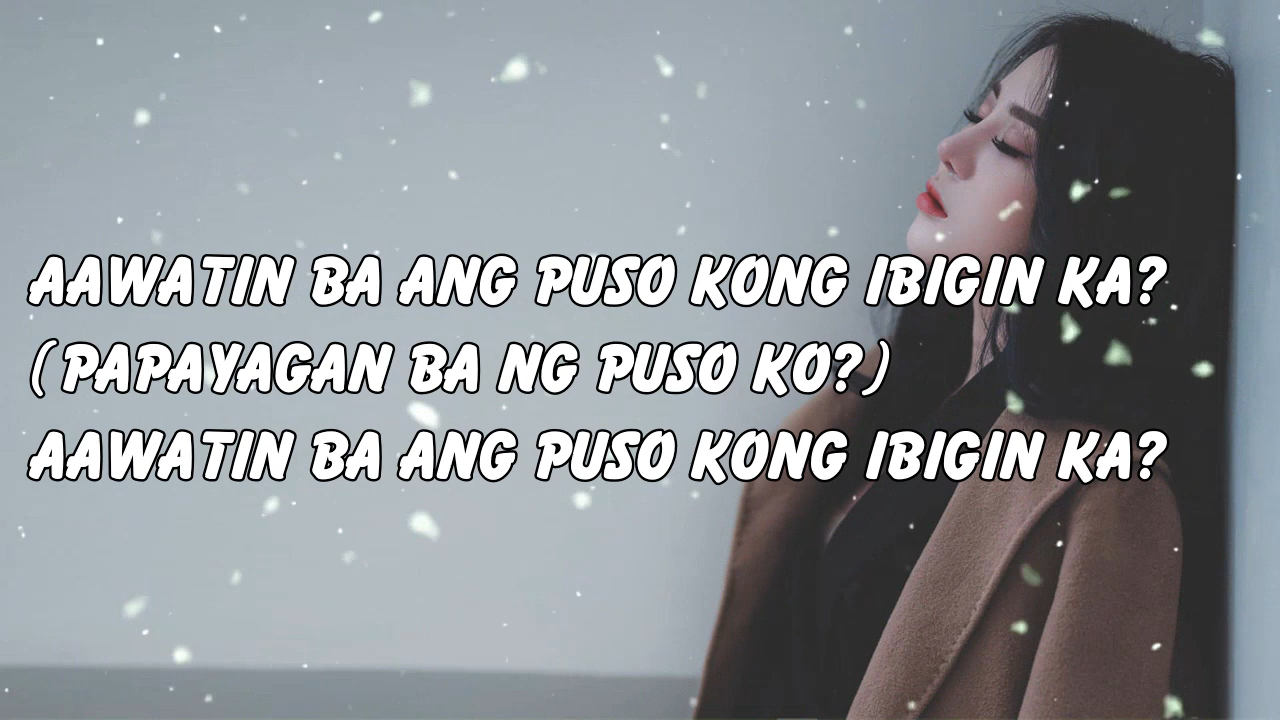 AAWATIN BA ANG PUSO KONG IBIGIN KA?
(PAPAYAGAN BA NG PUSO KO?)
AAWATIN BA ANG PUSO KONG IBIGIN KA?